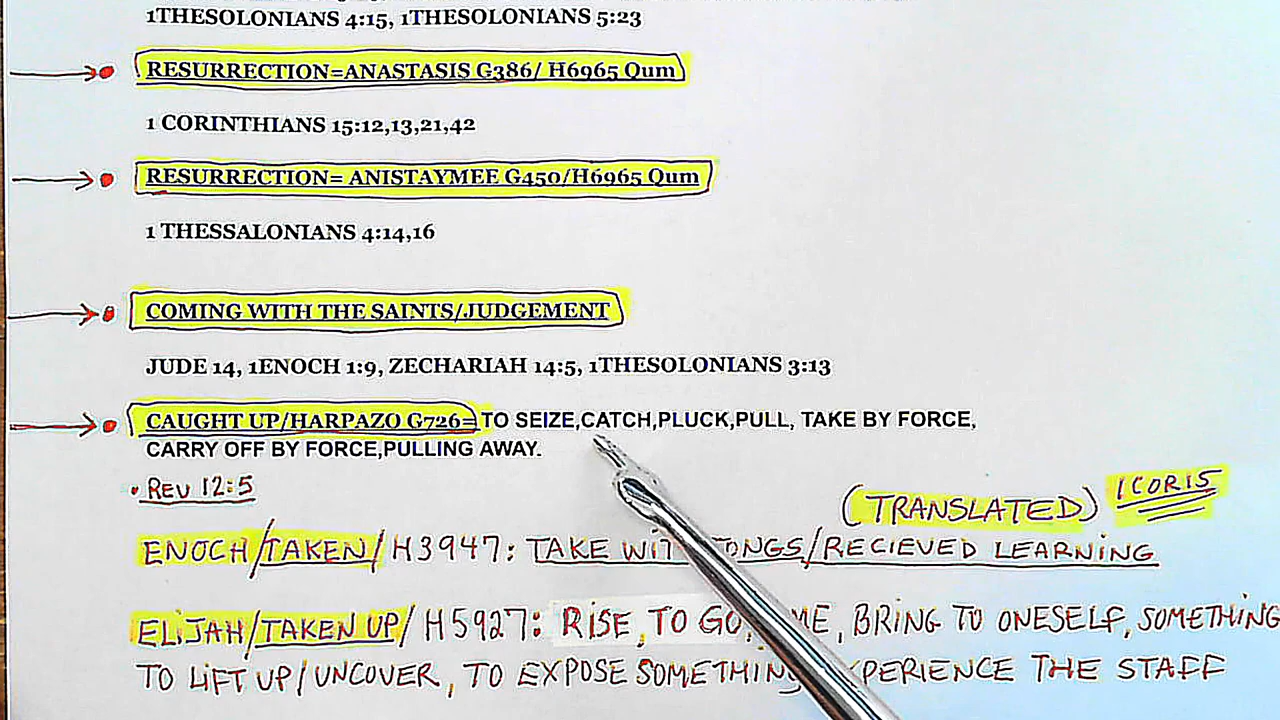 1THESOLONIANS 4:15, 1THESOLONIANS 5:23
RESURRECTION=ANASTASIS G386/ H6965 Qum
1 CORINTHIANS 15:12,13,21,42
RESURRECTION= ANISTAYMEE G450/H6965 Qum
1 THESSALONIANS 4:14,16
COMING WITH THE SAINTS/JUDGEMENT
JUDE 14, 1ENOCH 1:9, ZECHARIAH 14:5, 1THESOLONIANS 3:13
CAUGHT UP/HARPAZO G726= TO SEIZE,CATCH,PLUCK,PULL, TAKE BY FORCE,
CARRY OFF BY FORCE,PULLING AWAY.
• REV 12:5
(TRANSLATED) 1COR15
ENOCH/TAKEN/H3947: TAKE WITH TONGS/RECIEVED LEARNING
ELIJAH/TAKEN UP/H5927: RISE, TO GO, BRING TO ONESELF, SOMETHING
TO LIFT UP/UNCOVER, TO EXPOSE SOMETHING EXPERIENCE THE STAFF